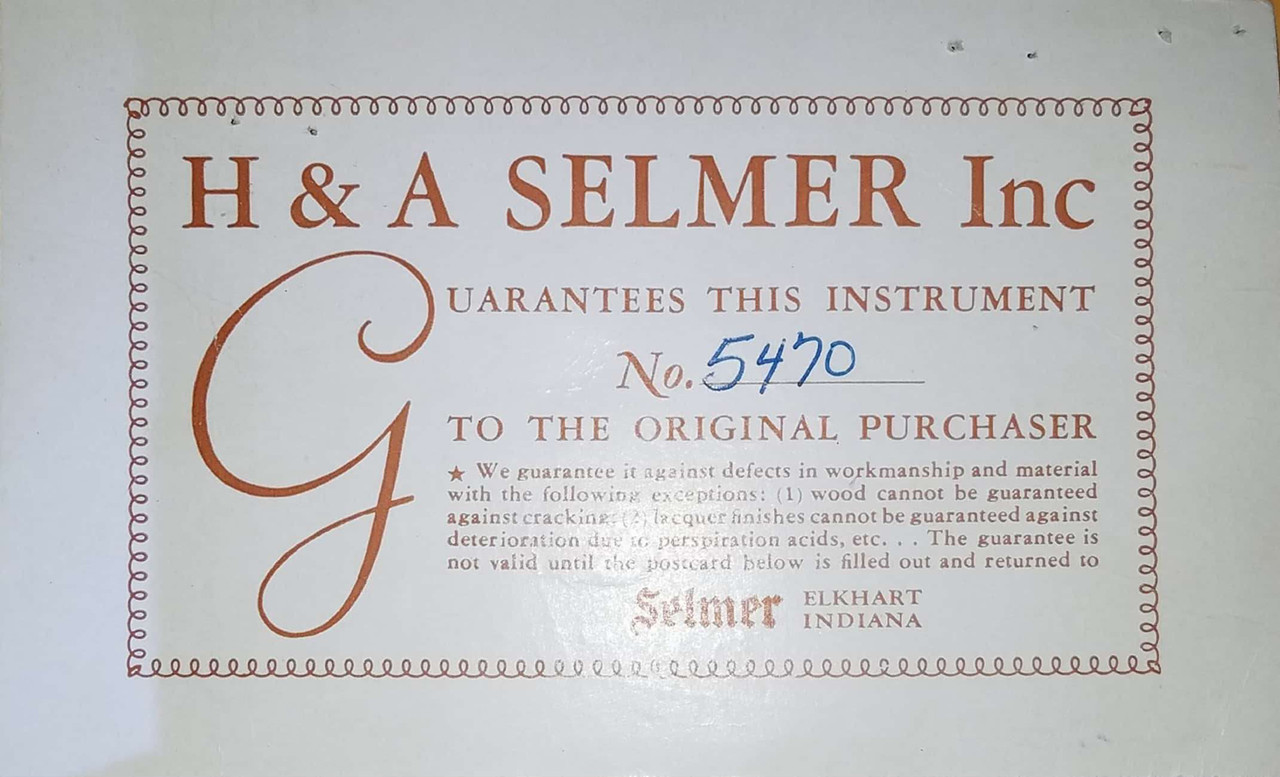 H & A SELMER Inc
GUARANTEES THIS INSTRUMENT
No. 5470
TO THE ORIGINAL PURCHASER
★ We guarantee it against defects in workmanship and material
with the following exceptions: (1) wood cannot be guaranteed
against cracking; (2) lacquer finishes cannot be guaranteed against
deterioration due to perspiration acids, etc. . . The guarantee is
not valid until the postcard below is filled out and returned to
Selmer ELKHART
INDIANA